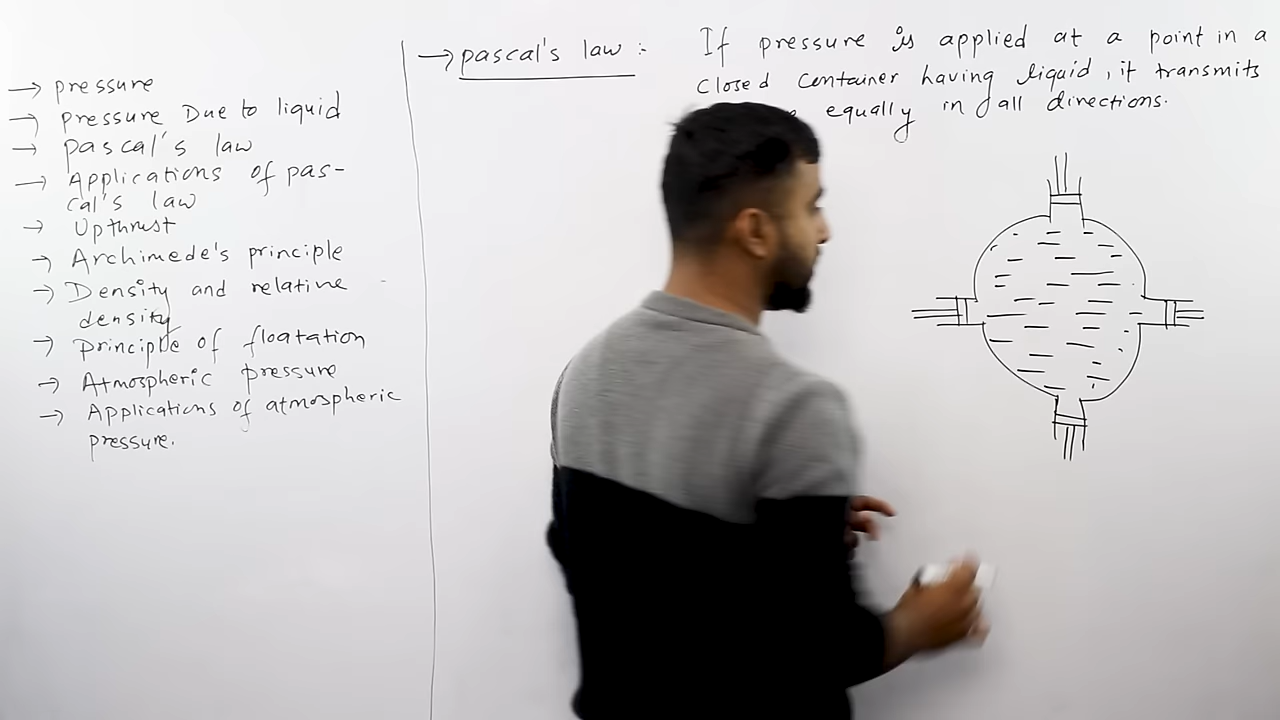 → pressure
→ pressure Due to liquid
→ pascal's law
→ Applications of pas-
cal's law
→ Upthrust
→ Archimede's principle
→ Density and relative
density
→ principle of floatation
→ Atmospheric pressure
→ Applications of atmospheric
pressure.
→ pascal's law :
If pressure is applied at a point in a
closed container having liquid, it transmits
equally in all directions.